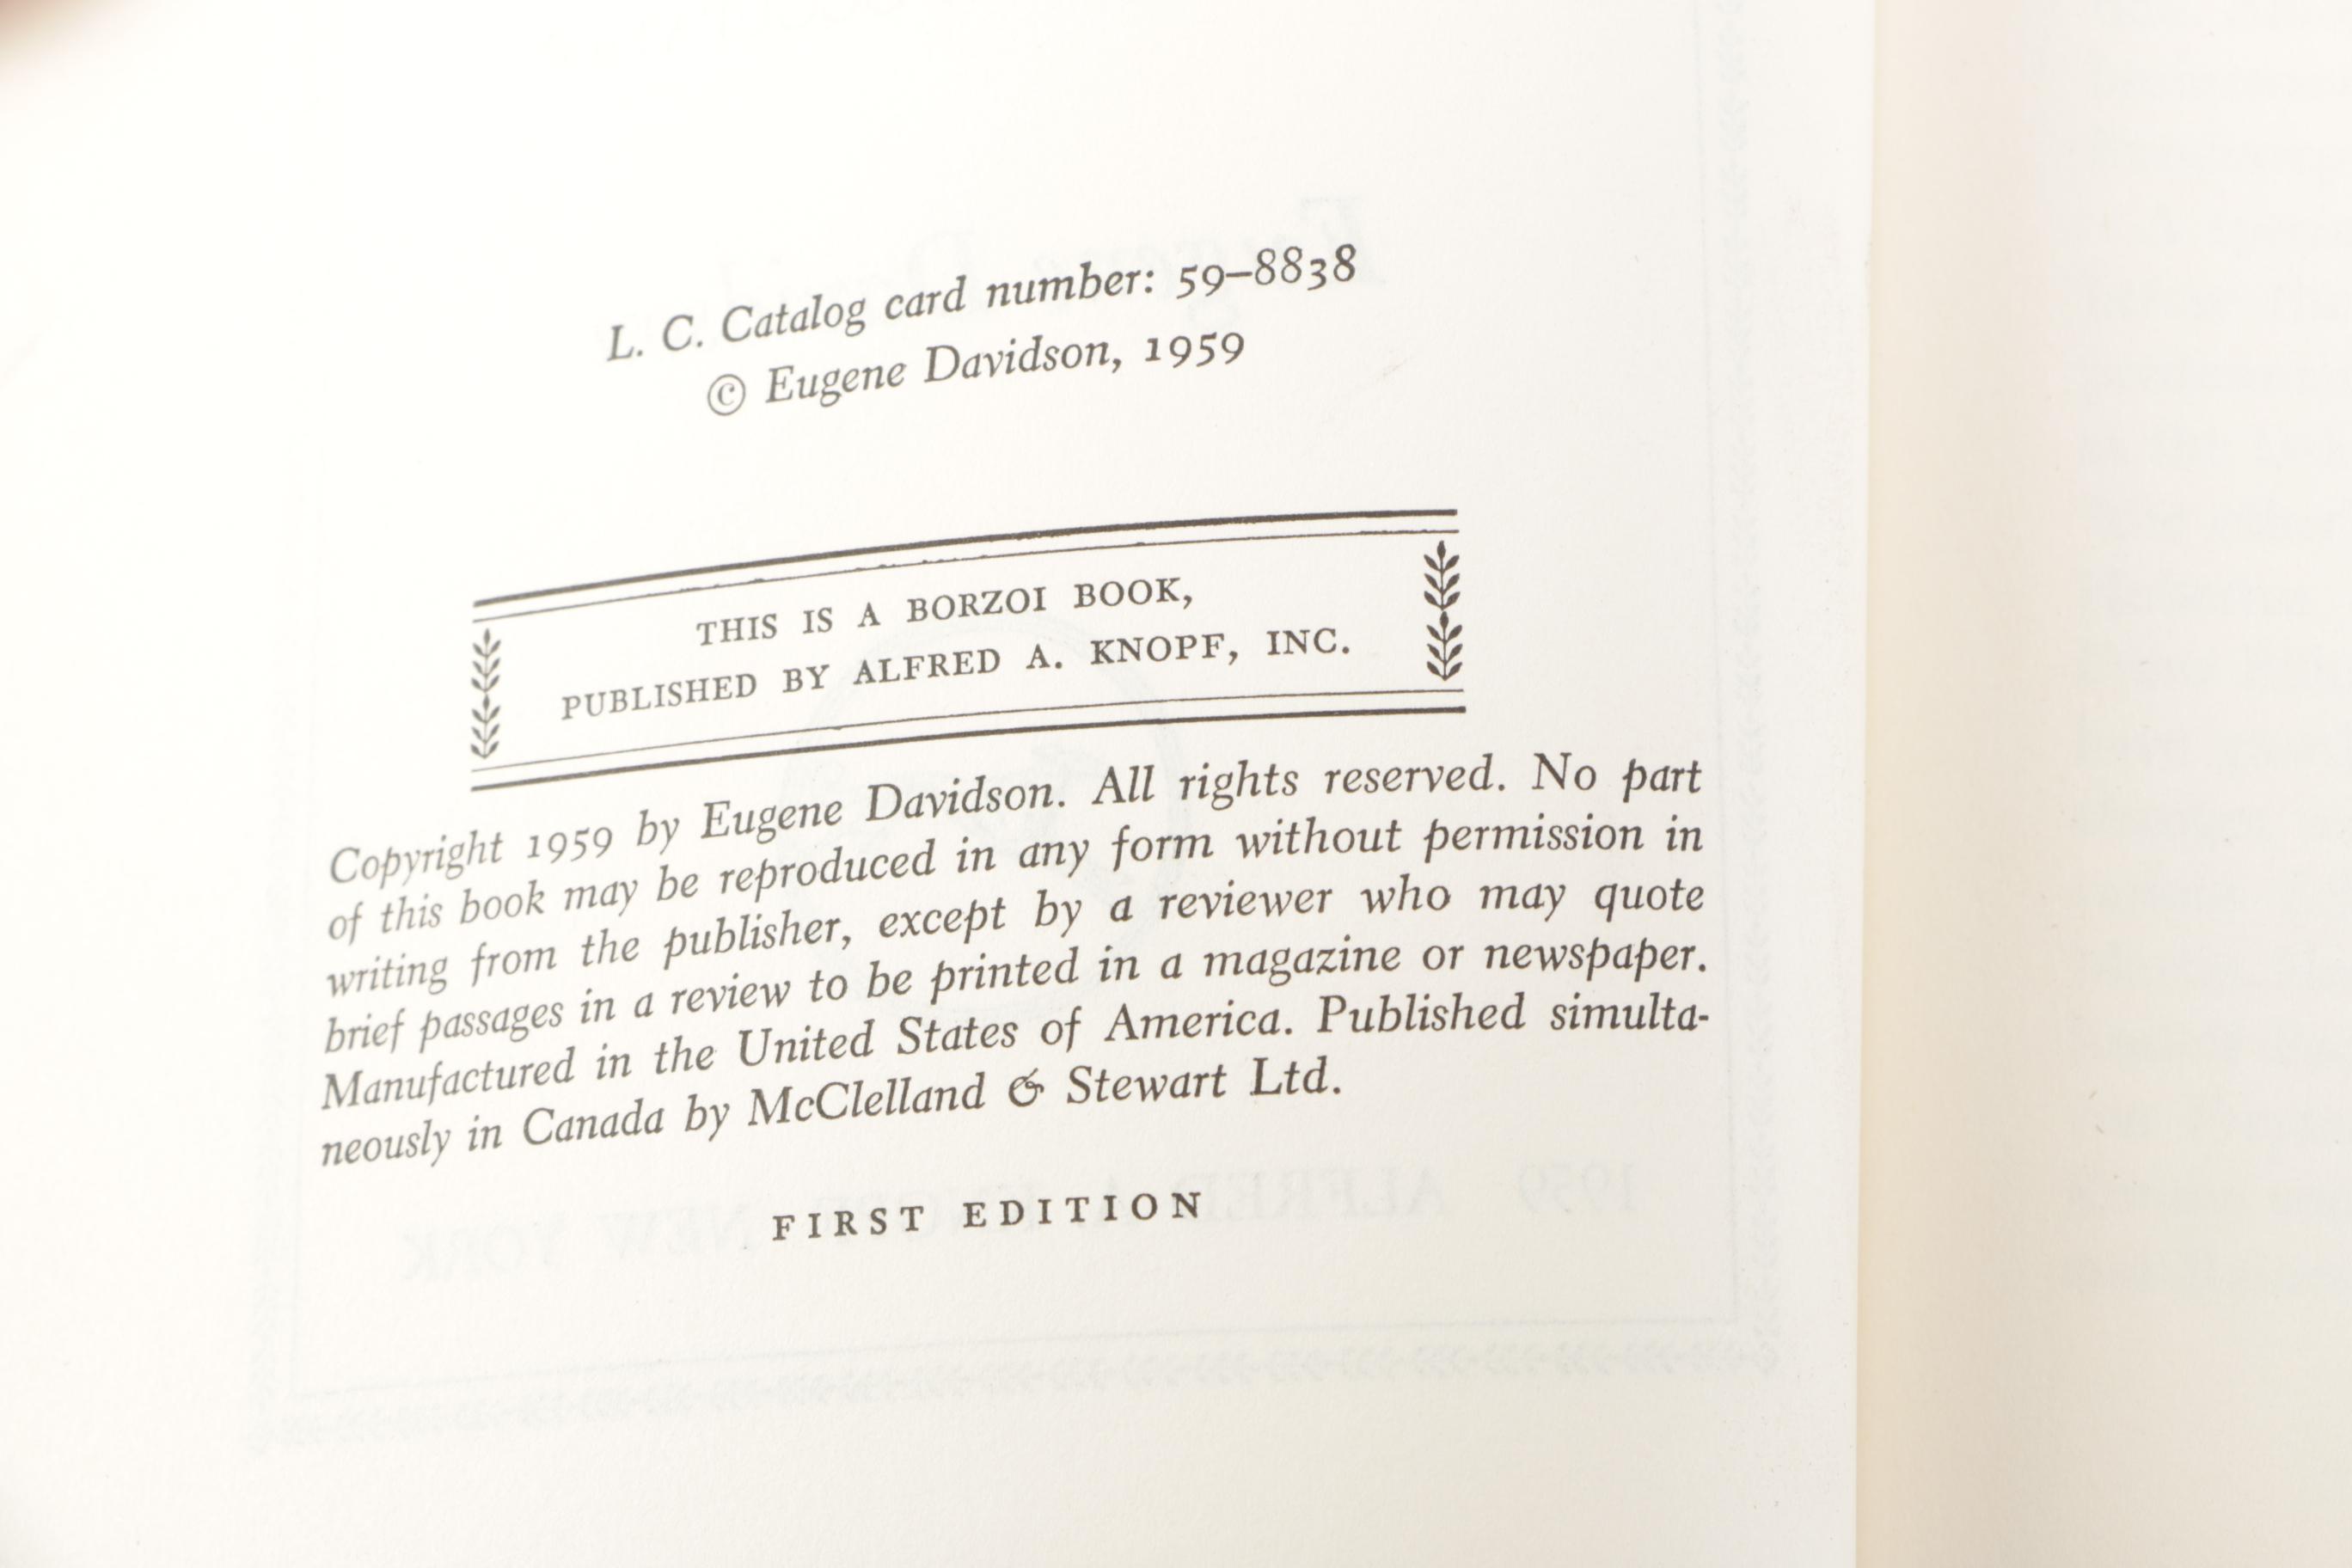 L. C. Catalog card number: 59–8838
© Eugene Davidson, 1959
THIS IS A BORZOI BOOK,
PUBLISHED BY ALFRED A. KNOPF, INC.
Copyright 1959 by Eugene Davidson. All rights reserved. No part
of this book may be reproduced in any form without permission in
writing from the publisher, except by a reviewer who may quote
brief passages in a review to be printed in a magazine or newspaper.
Manufactured in the United States of America. Published simulta-
neously in Canada by McClelland & Stewart Ltd.
FIRST EDITION